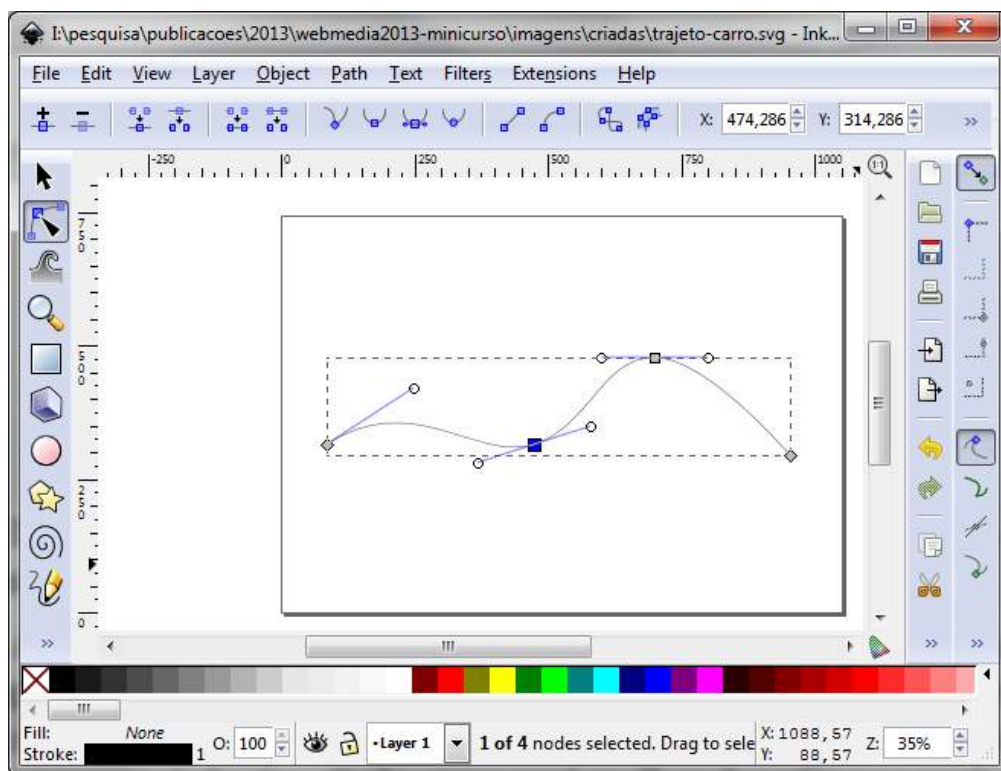 I:\pesquisa\publicacoes\2013\webmedia2013-minicurso\imagens\criadas\trajeto-carro.svg - Ink...
File Edit View Layer Object Path Text Filters Extensions Help
X: 474,286 Y: 314,286
-250 0 250 500 750 1000
750
500
250
0
Fill: None
Stroke: 1
O: 100
Layer 1
1 of 4 nodes selected. Drag to sele
X: 1088,57
Y: 88,57
Z: 35%